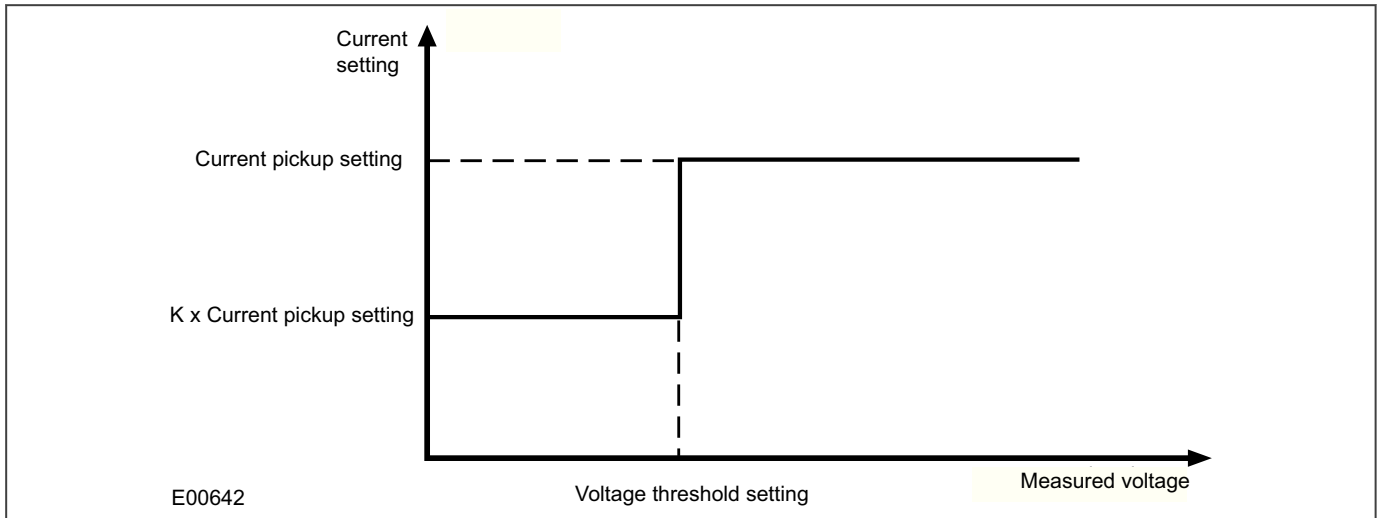 Current
setting
Current pickup setting
K x Current pickup setting
Measured voltage
Voltage threshold setting
E00642